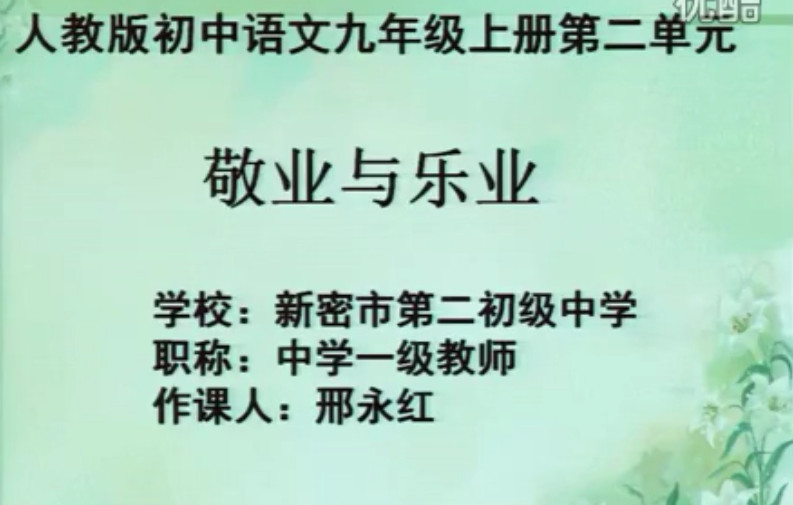 优酷
人教版初中语文九年级上册第二单元
敬业与乐业
学校：新密市第二初级中学
职称：中学一级教师
作课人：邢永红